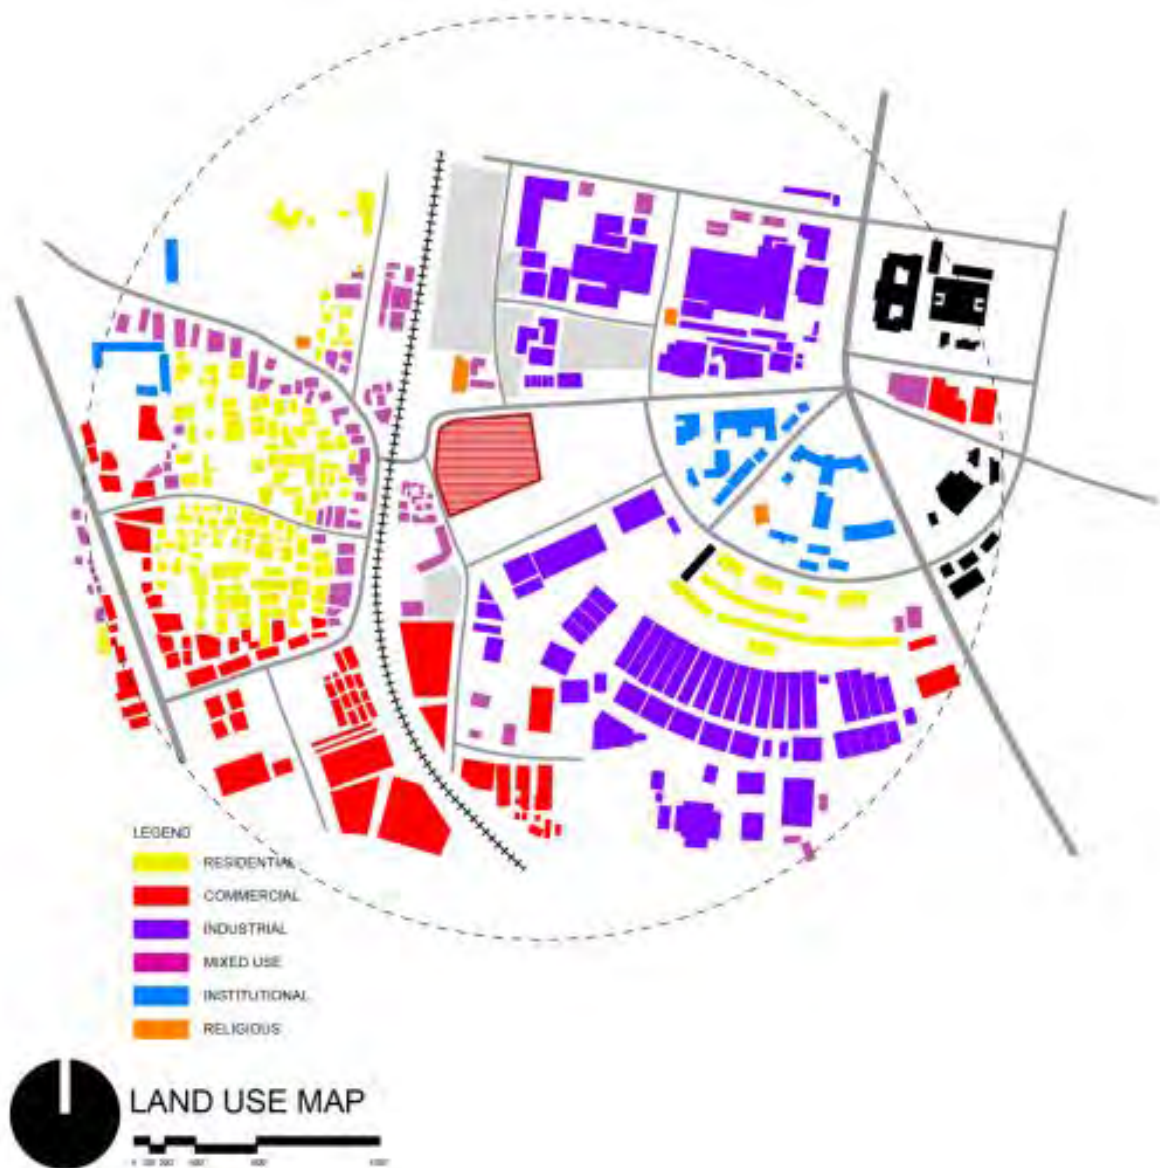 LEGEND
RESIDENTIAL
COMMERCIAL
INDUSTRIAL
MIXED USE
INSTITUTIONAL
RELIGIOUS
LAND USE MAP